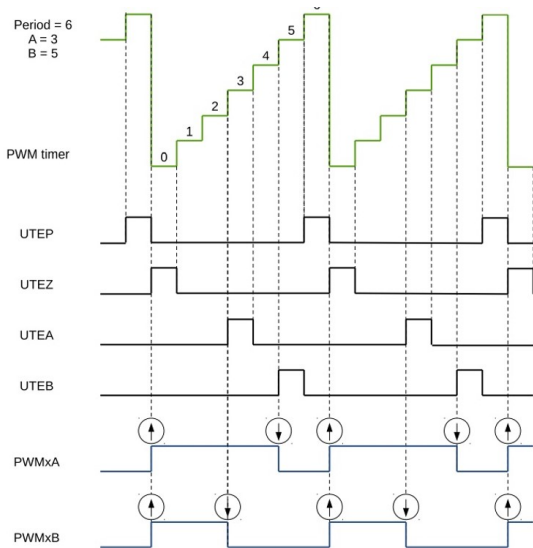 Period = 6
A = 3
B = 5
5
4
3
2
1
0
PWM timer
UTEP
UTEZ
UTEA
UTEB
PWMxA
PWMxB